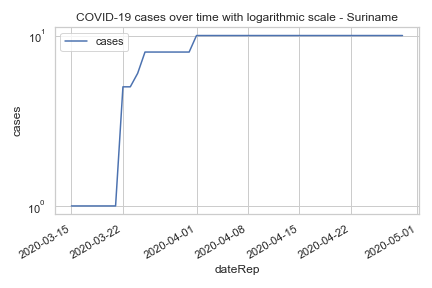 COVID-19 cases over time with logarithmic scale - Suriname
cases
10¹
10⁰
cases
2020-03-15
2020-03-22
2020-04-01
2020-04-08
2020-04-15
2020-04-22
2020-05-01
dateRep